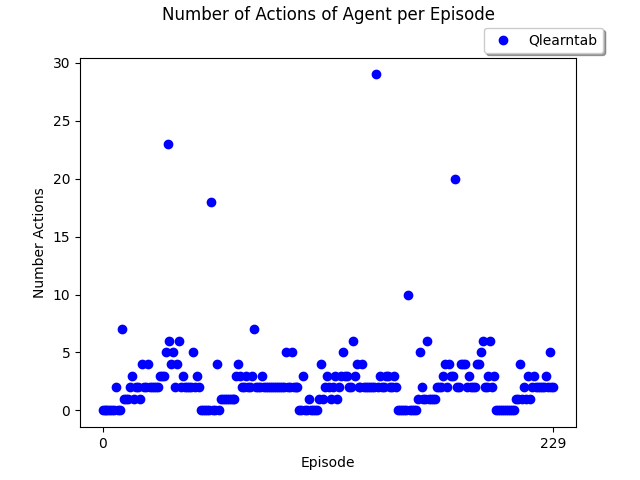 Number of Actions of Agent per Episode
Qlearntab
30
25
20
15
10
5
0
Number Actions
0
229
Episode